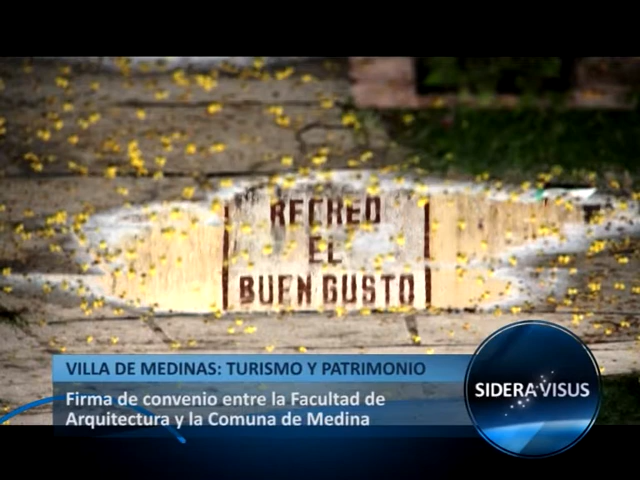 RECREO
EL
BUEN GUSTO
VILLA DE MEDINAS: TURISMO Y PATRIMONIO
Firma de convenio entre la Facultad de
Arquitectura y la Comuna de Medina
SIDERA VISUS